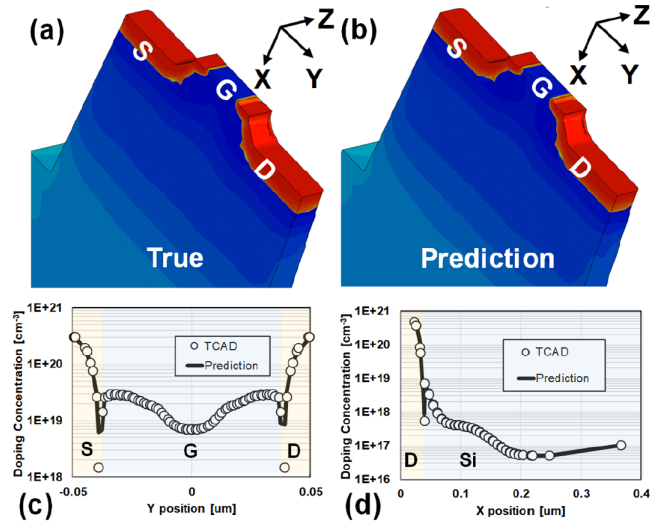 (a)
S
G
D
Z
X
Y
True
(b)
S
G
D
Z
X
Y
Prediction
Doping Concentration [cm⁻³]
1E+21
1E+20
1E+19
1E+18
TCAD
Prediction
S
G
D
-0.05
0
0.05
Y position [um]
(c)
Doping Concentration [cm⁻³]
1E+21
1E+20
1E+19
1E+18
1E+17
1E+16
TCAD
Prediction
D
Si
0
0.1
0.2
0.3
0.4
X position [um]
(d)